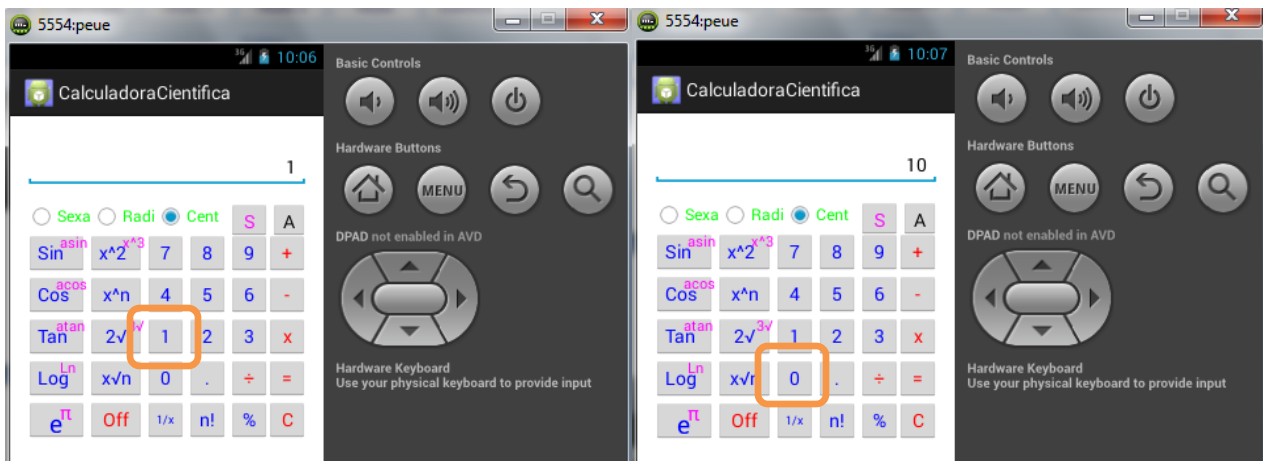 5554:peue
3G 10:06
CalculadoraCientifica
1
Sexa Radi Cent S A
Sin asin x^2 x^3 7 8 9 +
Cos acos x^n 4 5 6 -
Tan atan 2√ 1 2 3 x
Log Ln x√n 0 . ÷ =
e π Off 1/x n! % C
Basic Controls
Hardware Buttons
MENU
DPAD not enabled in AVD
Hardware Keyboard
Use your physical keyboard to provide input
5554:peue
3G 10:07
CalculadoraCientifica
10
Sexa Radi Cent S A
Sin asin x^2 x^3 7 8 9 +
Cos acos x^n 4 5 6 -
Tan atan 2√ 3√ 1 2 3 x
Log Ln 0 . ÷ =
e π Off 1/x n! % C
Basic Controls
Hardware Buttons
MENU
DPAD not enabled in AVD
Hardware Keyboard
Use your physical keyboard to provide input